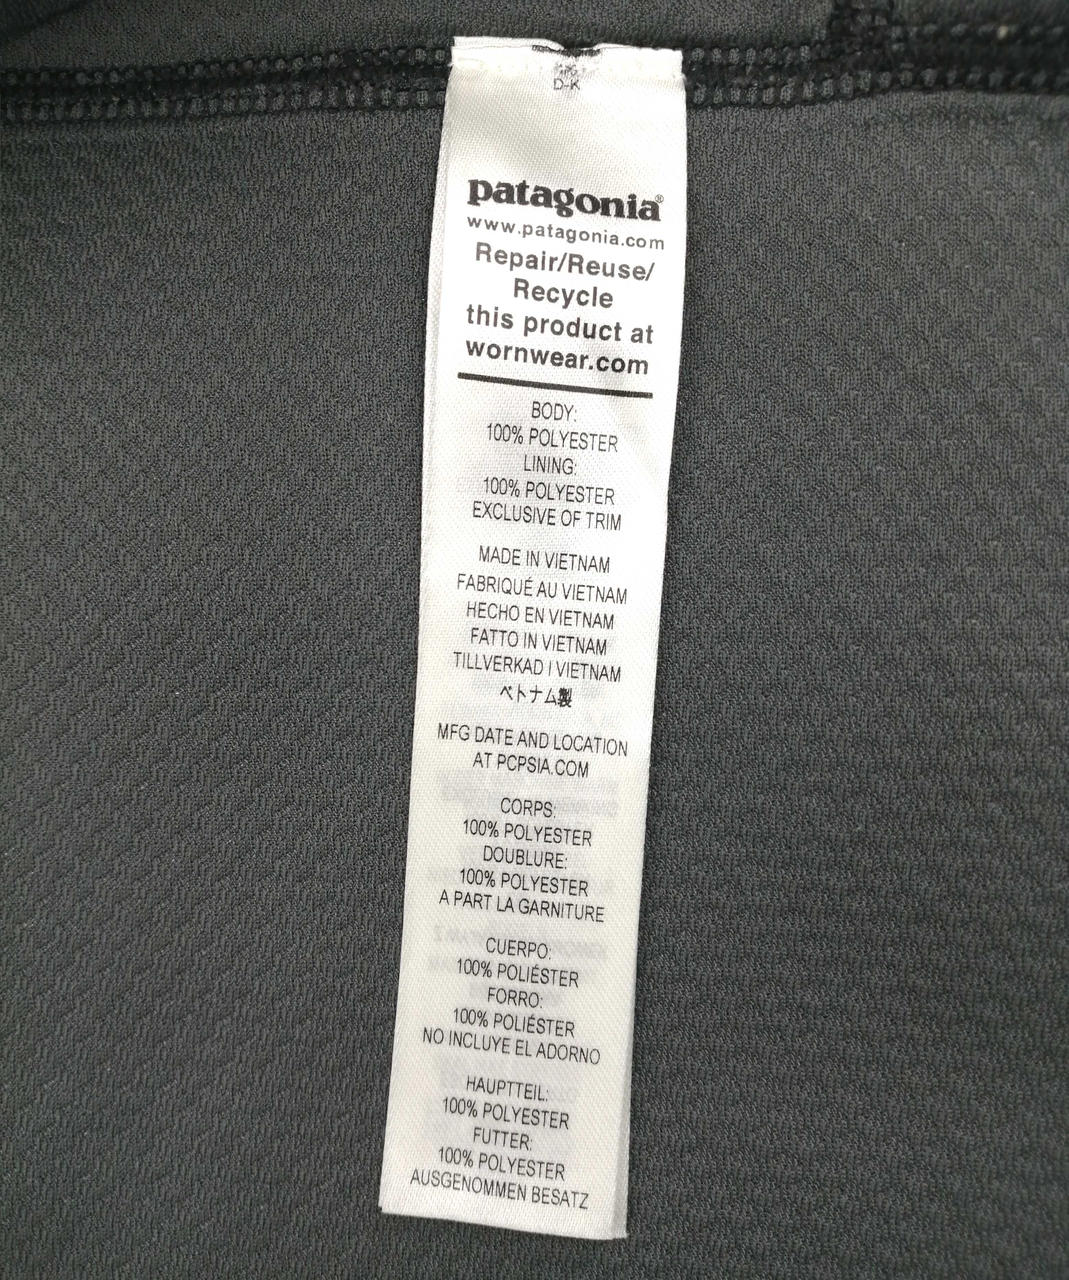 D-K
patagonia®
www.patagonia.com
Repair/Reuse/
Recycle
this product at
wornwear.com
BODY:
100% POLYESTER
LINING:
100% POLYESTER
EXCLUSIVE OF TRIM
MADE IN VIETNAM
FABRIQUÉ AU VIETNAM
HECHO EN VIETNAM
FATTO IN VIETNAM
TILLVERKAD I VIETNAM
ベトナム製
MFG DATE AND LOCATION
AT PCPSIA.COM
CORPS:
100% POLYESTER
DOUBLURE:
100% POLYESTER
A PART LA GARNITURE
CUERPO:
100% POLIÉSTER
FORRO:
100% POLIÉSTER
NO INCLUYE EL ADORNO
HAUPTTEIL:
100% POLYESTER
FUTTER:
100% POLYESTER
AUSGENOMMEN BESATZ